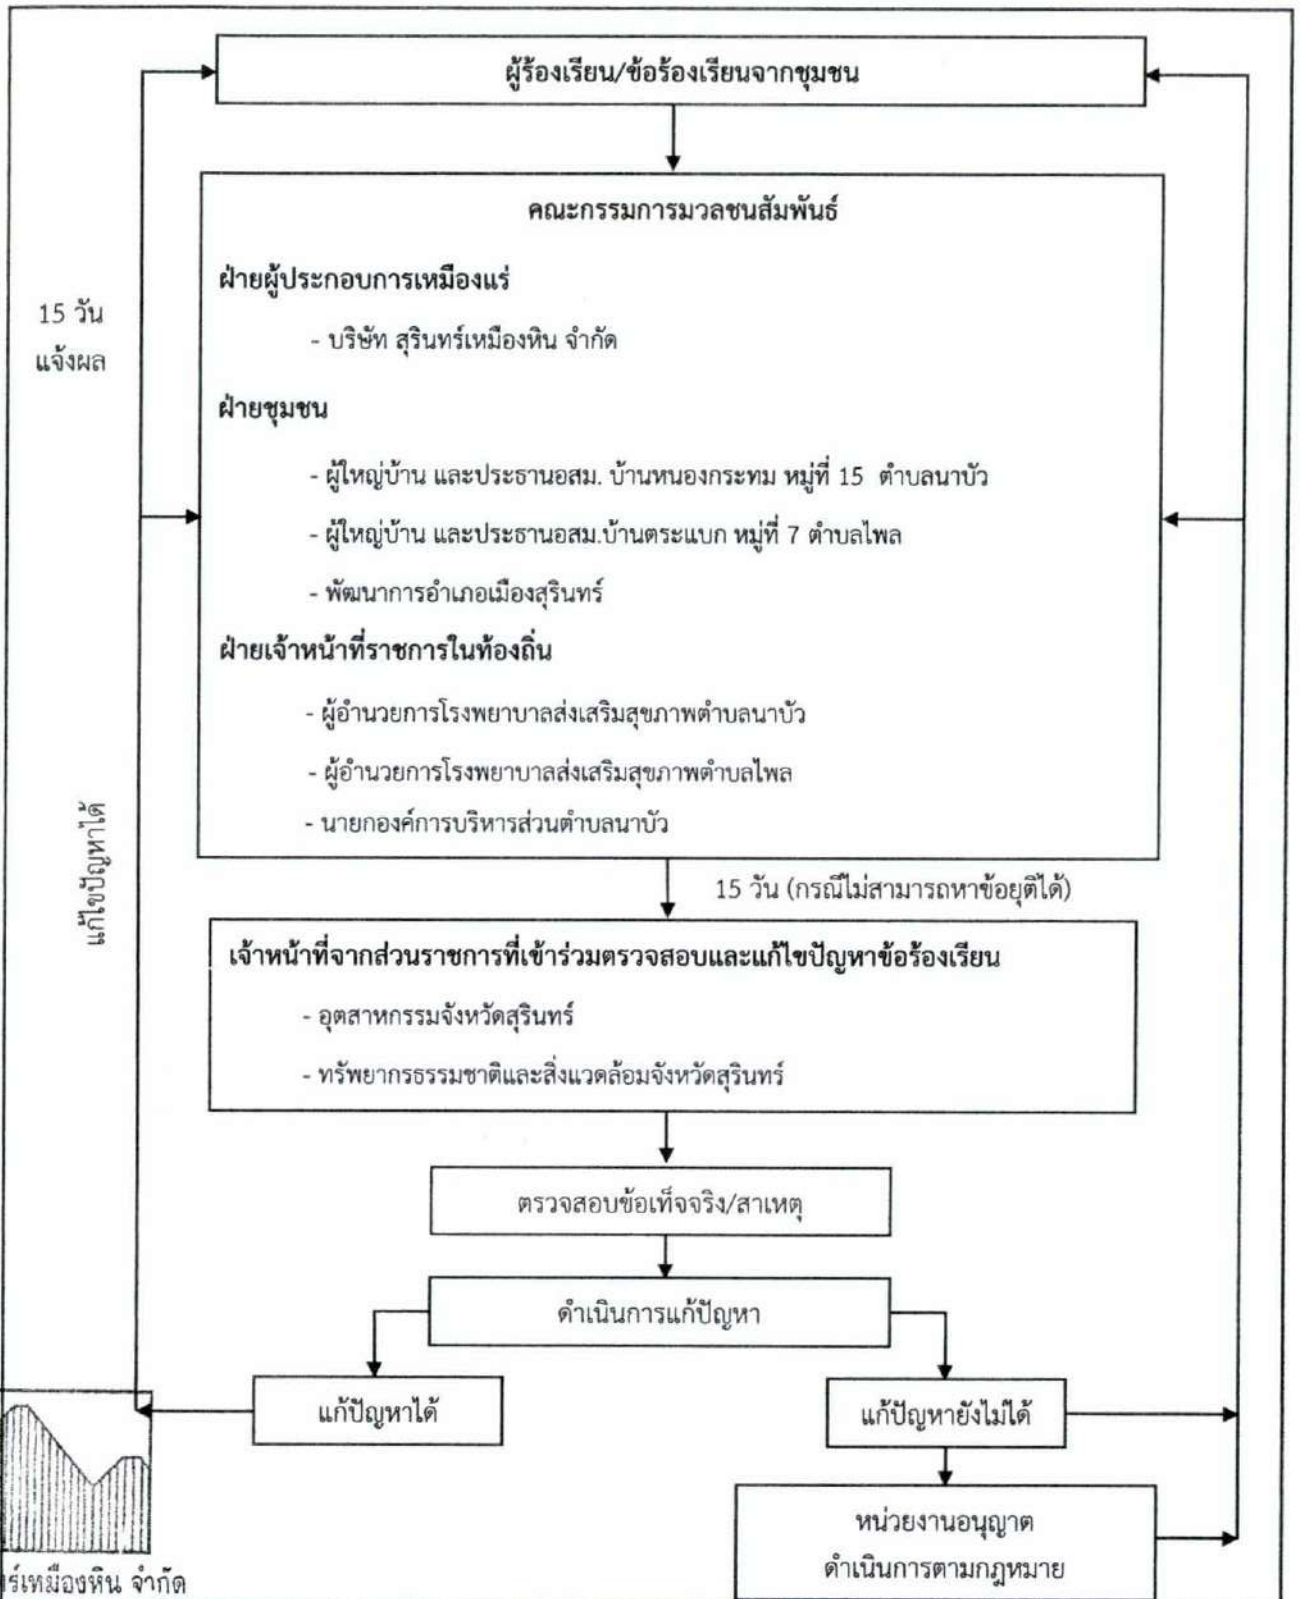 ผู้ร้องเรียน/ข้อร้องเรียนจากชุมชน
คณะกรรมการมวลชนสัมพันธ์
ฝ่ายผู้ประกอบการเหมืองแร่
- บริษัท สุรินทร์เหมืองหิน จำกัด
ฝ่ายชุมชน
- ผู้ใหญ่บ้าน และประธานอสม. บ้านหนองกระทม หมู่ที่ 15 ตำบลนาบัว
- ผู้ใหญ่บ้าน และประธานอสม.บ้านตระแบก หมู่ที่ 7 ตำบลไพล
- พัฒนาการอำเภอเมืองสุรินทร์
ฝ่ายเจ้าหน้าที่ราชการในท้องถิ่น
- ผู้อำนวยการโรงพยาบาลส่งเสริมสุขภาพตำบลนาบัว
- ผู้อำนวยการโรงพยาบาลส่งเสริมสุขภาพตำบลไพล
- นายกองค์การบริหารส่วนตำบลนาบัว
15 วัน
แจ้งผล
แก้ไขปัญหาได้
15 วัน (กรณีไม่สามารถหาข้อยุติได้)
เจ้าหน้าที่จากส่วนราชการที่เข้าร่วมตรวจสอบและแก้ไขปัญหาข้อร้องเรียน
- อุตสาหกรรมจังหวัดสุรินทร์
- ทรัพยากรธรรมชาติและสิ่งแวดล้อมจังหวัดสุรินทร์
ตรวจสอบข้อเท็จจริง/สาเหตุ
ดำเนินการแก้ปัญหา
แก้ปัญหาได้
แก้ปัญหายังไม่ได้
หน่วยงานอนุญาต
ดำเนินการตามกฎหมาย
ร์เหมืองหิน จำกัด